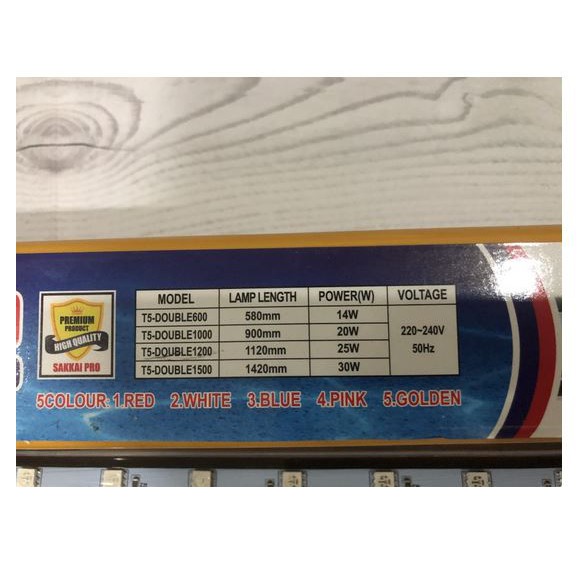 MODEL LAMP LENGTH POWER(W) VOLTAGE
T5-DOUBLE600 580mm 14W
T5-DOUBLE1000 900mm 20W
T5-DOUBLE1200 1120mm 25W
T5-DOUBLE1500 1420mm 30W
220~240V
50Hz
PREMIUM
PRODUCT
HIGH QUALITY
SAKKAI PRO
5COLOUR: 1.RED 2.WHITE 3.BLUE 4.PINK 5.GOLDEN